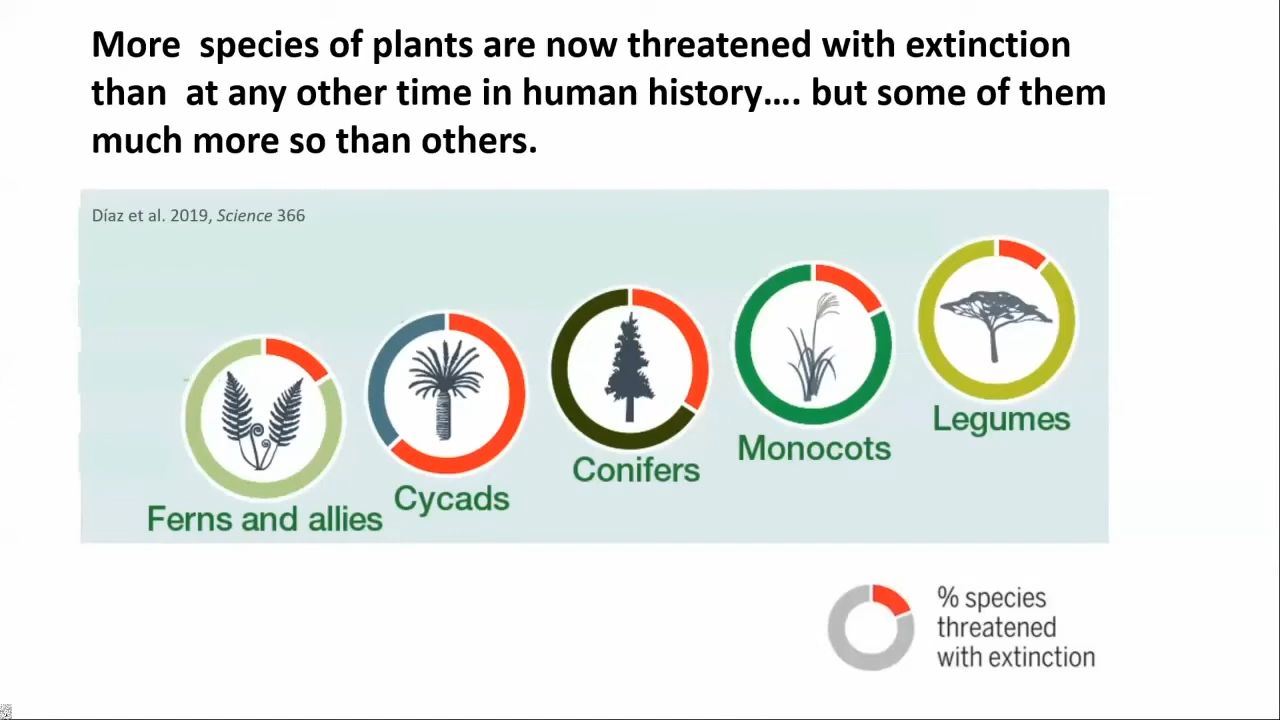 More species of plants are now threatened with extinction
than at any other time in human history…. but some of them
much more so than others.
Díaz et al. 2019, Science 366
Ferns and allies
Cycads
Conifers
Monocots
Legumes
% species
threatened
with extinction